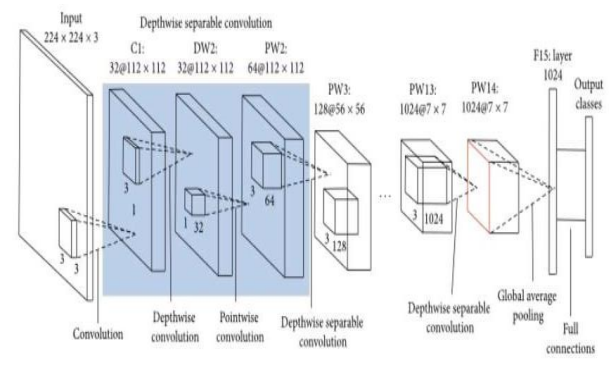 Input
224 × 224 × 3
Depthwise separable convolution
C1:
32@112 × 112
DW2:
32@112 × 112
PW2:
64@112 × 112
PW3:
128@56 × 56
PW13:
1024@7 × 7
PW14:
1024@7 × 7
F15: layer
1024
Output
classes
3
3
3
1
1
32
3
64
3
128
...
3
1024
Convolution
Depthwise
convolution
Pointwise
convolution
Depthwise separable
convolution
Depthwise separable
convolution
Global average
pooling
Full
connections